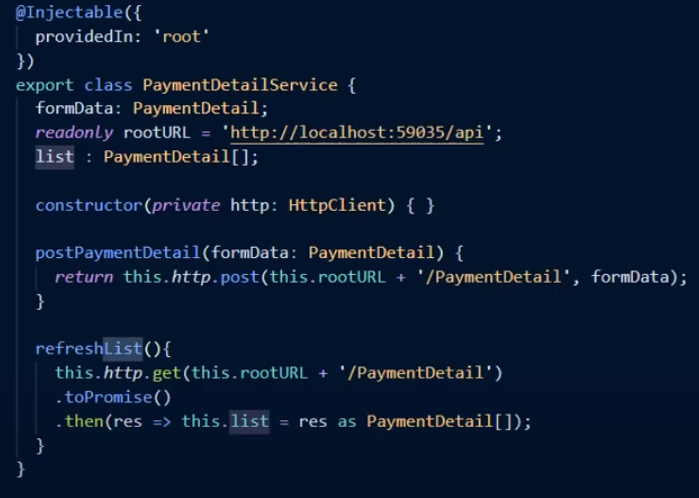 @Injectable({
  providedIn: 'root'
})
export class PaymentDetailService {
  formData: PaymentDetail;
  readonly rootURL = 'http://localhost:59035/api';
  list : PaymentDetail[];

  constructor(private http: HttpClient) { }

  postPaymentDetail(formData: PaymentDetail) {
    return this.http.post(this.rootURL + '/PaymentDetail', formData);
  }

  refreshList(){
    this.http.get(this.rootURL + '/PaymentDetail')
    .toPromise()
    .then(res => this.list = res as PaymentDetail[]);
  }
}